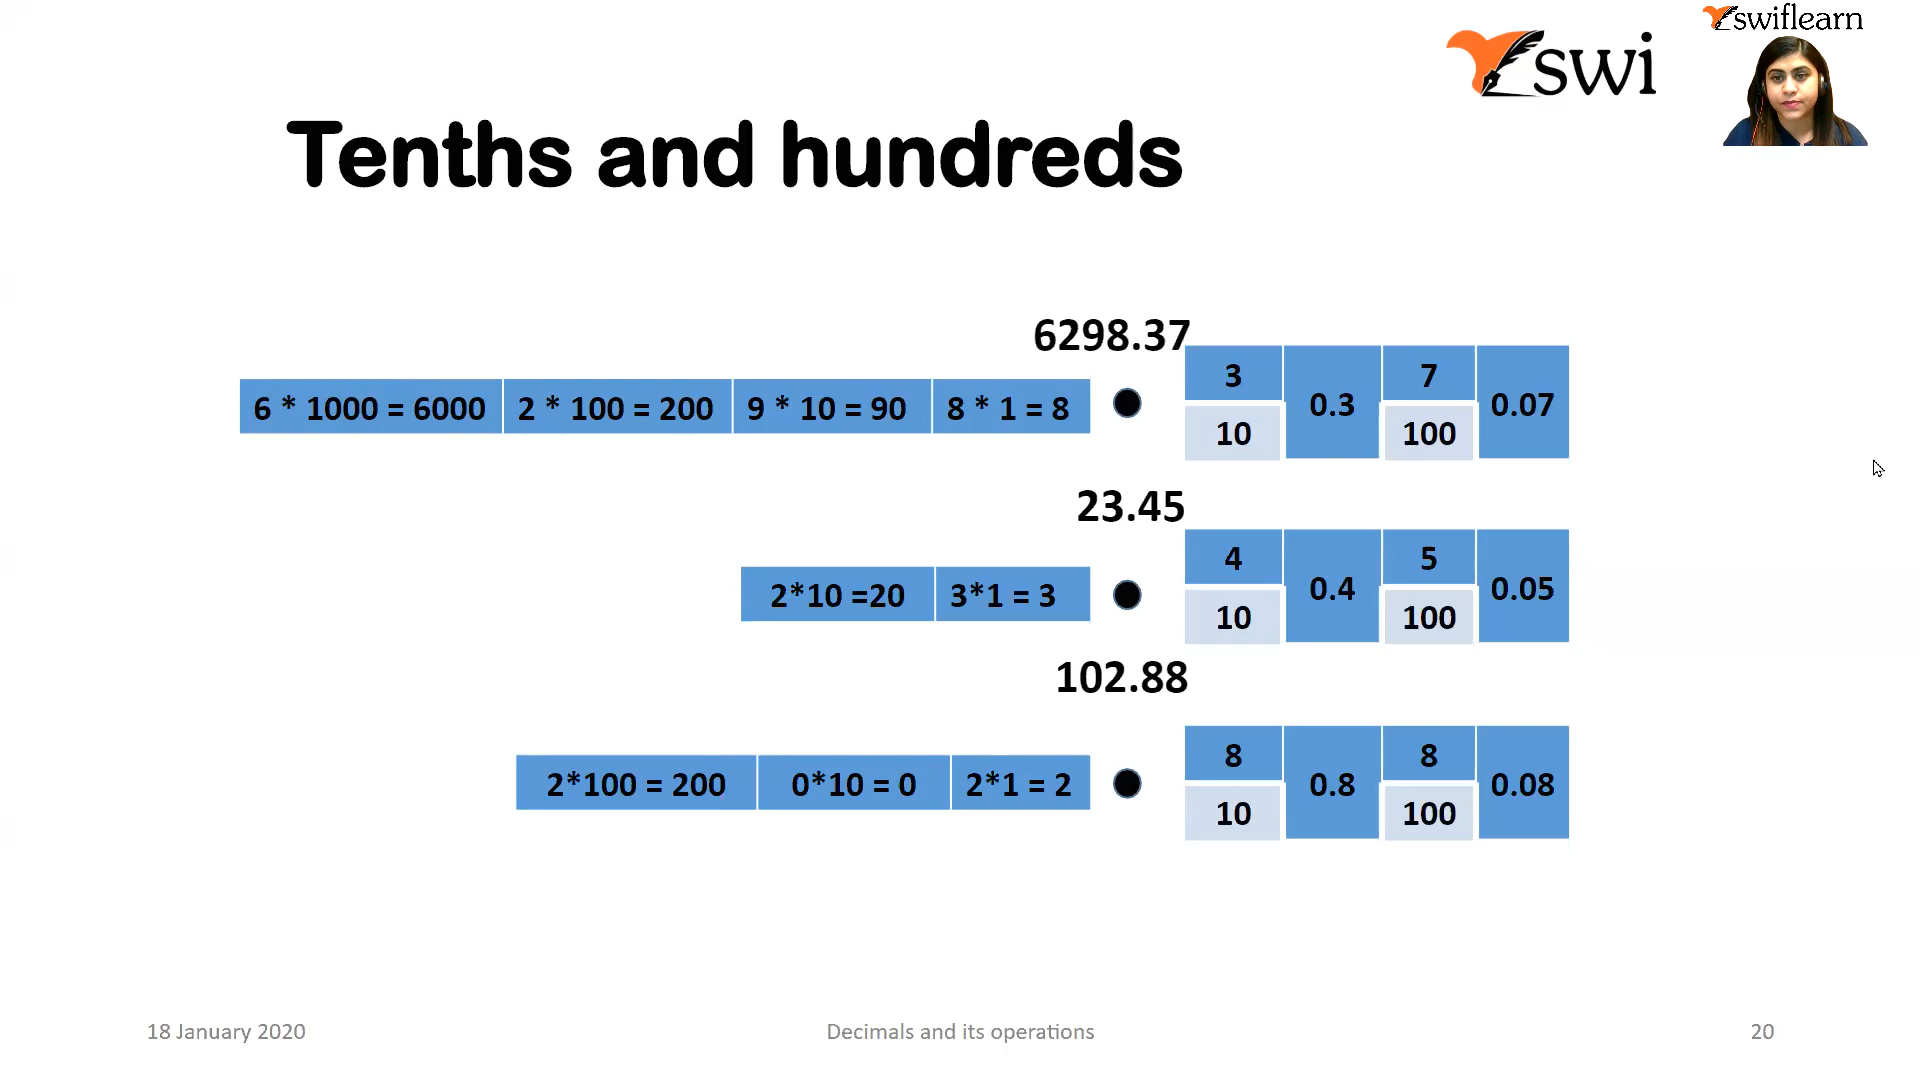 swiflearn
swi
Tenths and hundreds
6298.37
6 * 1000 = 6000 2 * 100 = 200 9 * 10 = 90 8 * 1 = 8 3 10 0.3 7 100 0.07
23.45
2*10 =20 3*1 = 3 4 10 0.4 5 100 0.05
102.88
2*100 = 200 0*10 = 0 2*1 = 2 8 10 0.8 8 100 0.08
18 January 2020 Decimals and its operations 20